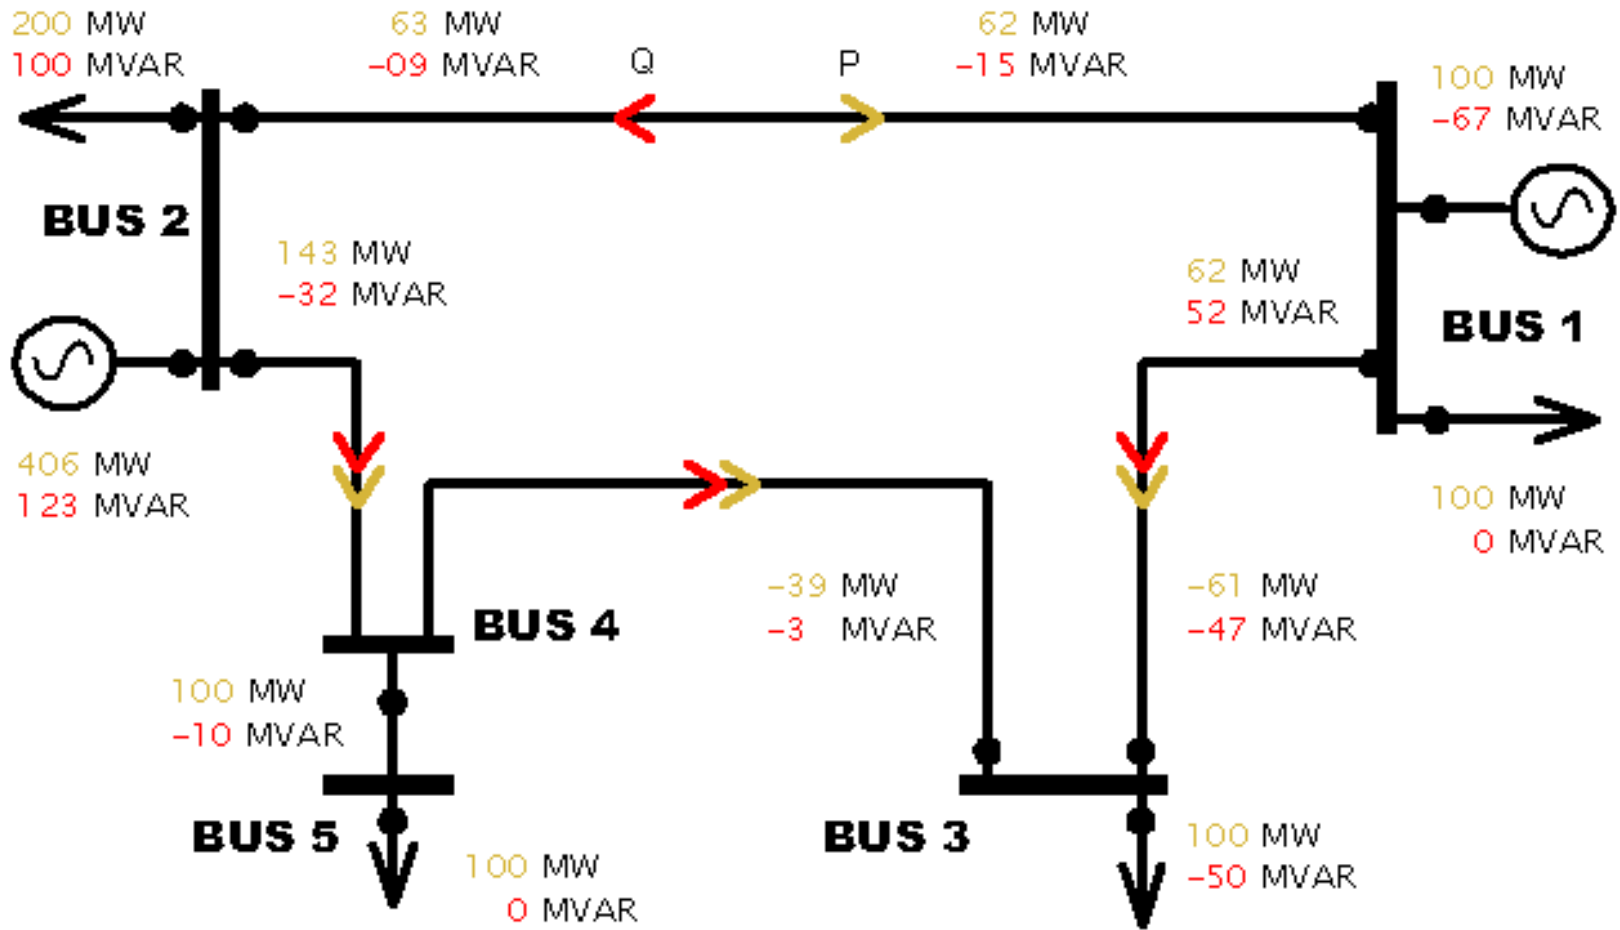 200 MW
100 MVAR
63 MW
-09 MVAR
Q
P
62 MW
-15 MVAR
100 MW
-67 MVAR
BUS 2
143 MW
-32 MVAR
62 MW
52 MVAR
BUS 1
406 MW
123 MVAR
100 MW
0 MVAR
BUS 4
-39 MW
-3 MVAR
-61 MW
-47 MVAR
100 MW
-10 MVAR
BUS 5
BUS 3
100 MW
-50 MVAR
100 MW
0 MVAR